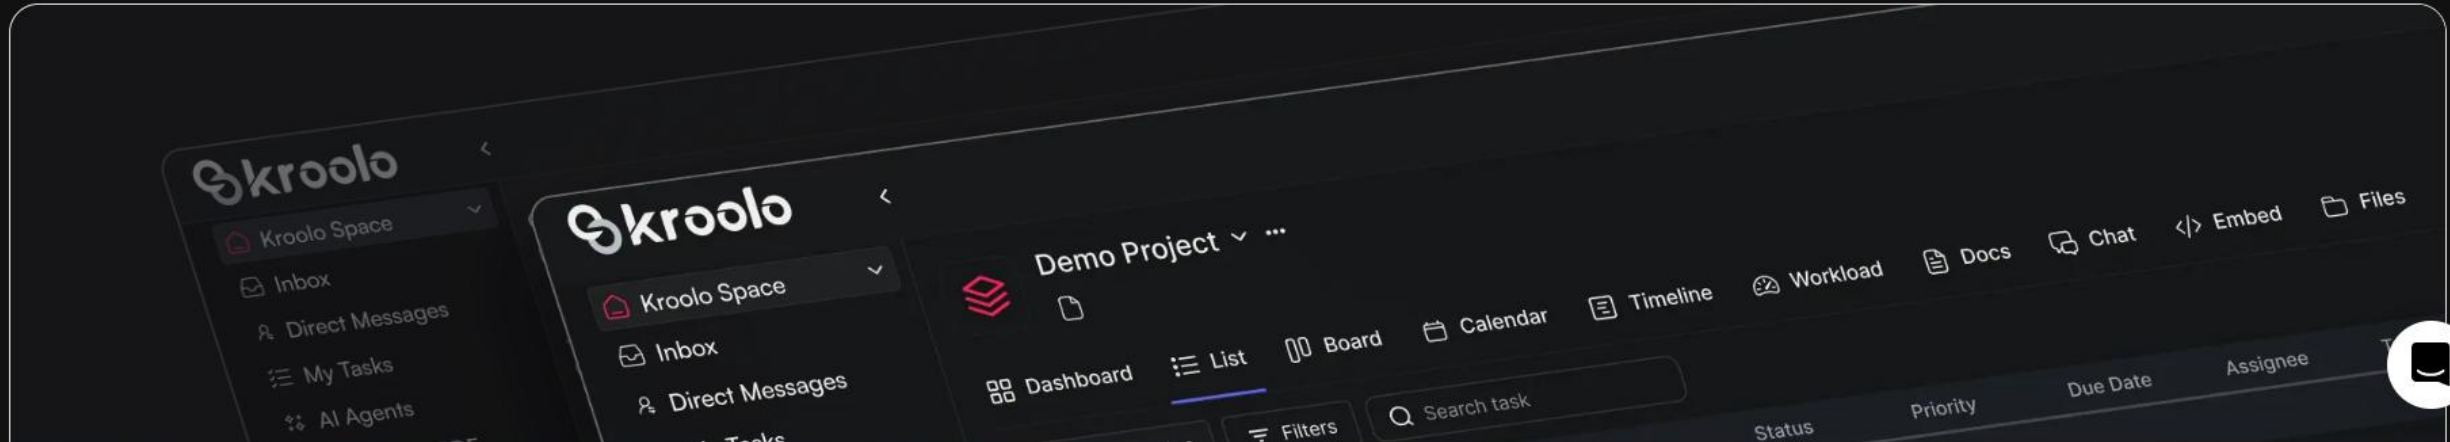 kroolo
Kroolo Space
Inbox
Direct Messages
My Tasks
AI Agents
kroolo
Kroolo Space
Inbox
Direct Messages
Tasks
Demo Project
Dashboard List Board Calendar Timeline Workload Docs Chat Embed Files
Filters Search task
Status Priority Due Date Assignee